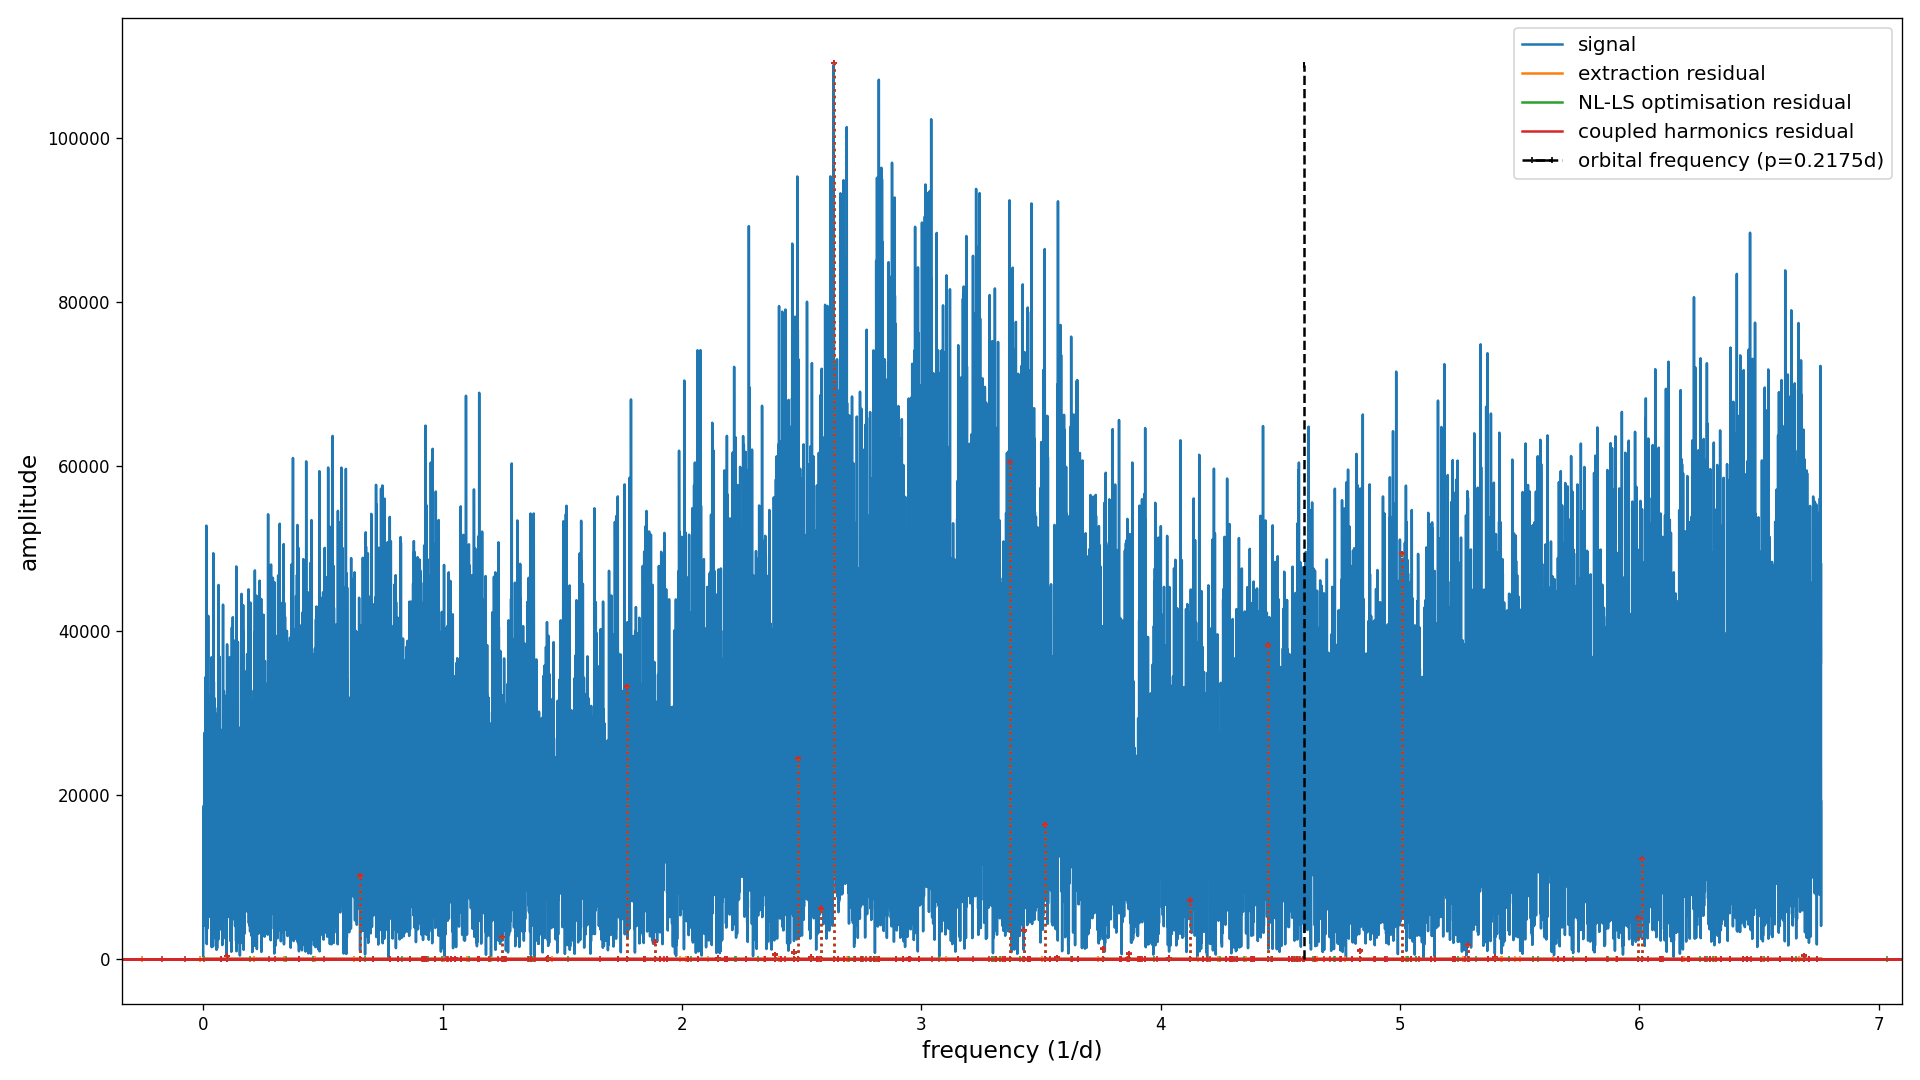 signal
extraction residual
NL-LS optimisation residual
coupled harmonics residual
orbital frequency (p=0.2175d)
amplitude
100000
80000
60000
40000
20000
0
0 1 2 3 4 5 6 7
frequency (1/d)